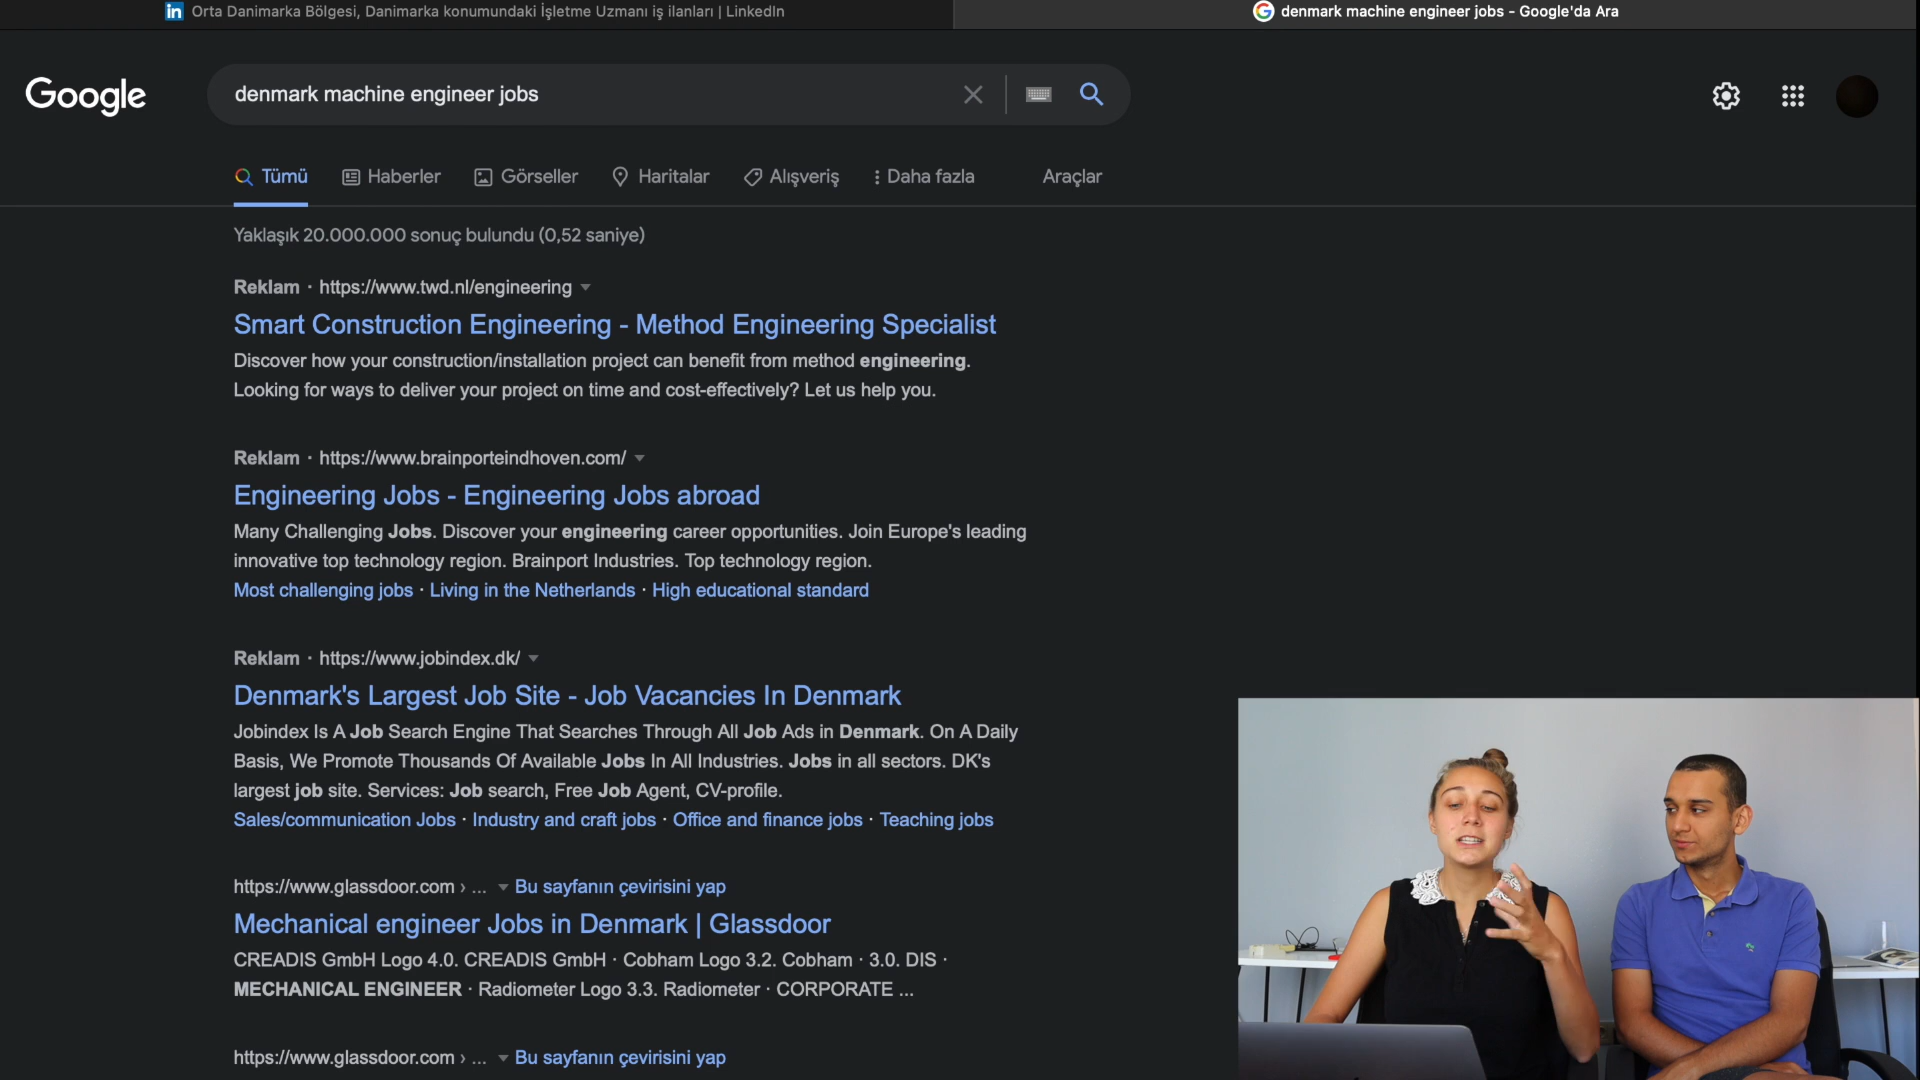 in Orta Danimarka Bölgesi, Danimarka konumundaki İşletme Uzmanı iş ilanları | LinkedIn
denmark machine engineer jobs - Google'da Ara
Google
denmark machine engineer jobs
Tümü Haberler Görseller Haritalar Alışveriş Daha fazla Araçlar
Yaklaşık 20.000.000 sonuç bulundu (0,52 saniye)
Reklam · https://www.twd.nl/engineering
Smart Construction Engineering - Method Engineering Specialist
Discover how your construction/installation project can benefit from method engineering.
Looking for ways to deliver your project on time and cost-effectively? Let us help you.
Reklam · https://www.brainporteindhoven.com/
Engineering Jobs - Engineering Jobs abroad
Many Challenging Jobs. Discover your engineering career opportunities. Join Europe's leading
innovative top technology region. Brainport Industries. Top technology region.
Most challenging jobs · Living in the Netherlands · High educational standard
Reklam · https://www.jobindex.dk/
Denmark's Largest Job Site - Job Vacancies In Denmark
Jobindex Is A Job Search Engine That Searches Through All Job Ads in Denmark. On A Daily
Basis, We Promote Thousands Of Available Jobs In All Industries. Jobs in all sectors. DK's
largest job site. Services: Job search, Free Job Agent, CV-profile.
Sales/communication Jobs · Industry and craft jobs · Office and finance jobs · Teaching jobs
https://www.glassdoor.com › ... Bu sayfanın çevirisini yap
Mechanical engineer Jobs in Denmark | Glassdoor
CREADIS GmbH Logo 4.0. CREADIS GmbH · Cobham Logo 3.2. Cobham · 3.0. DIS ·
MECHANICAL ENGINEER · Radiometer Logo 3.3. Radiometer · CORPORATE ...
https://www.glassdoor.com › ... Bu sayfanın çevirisini yap